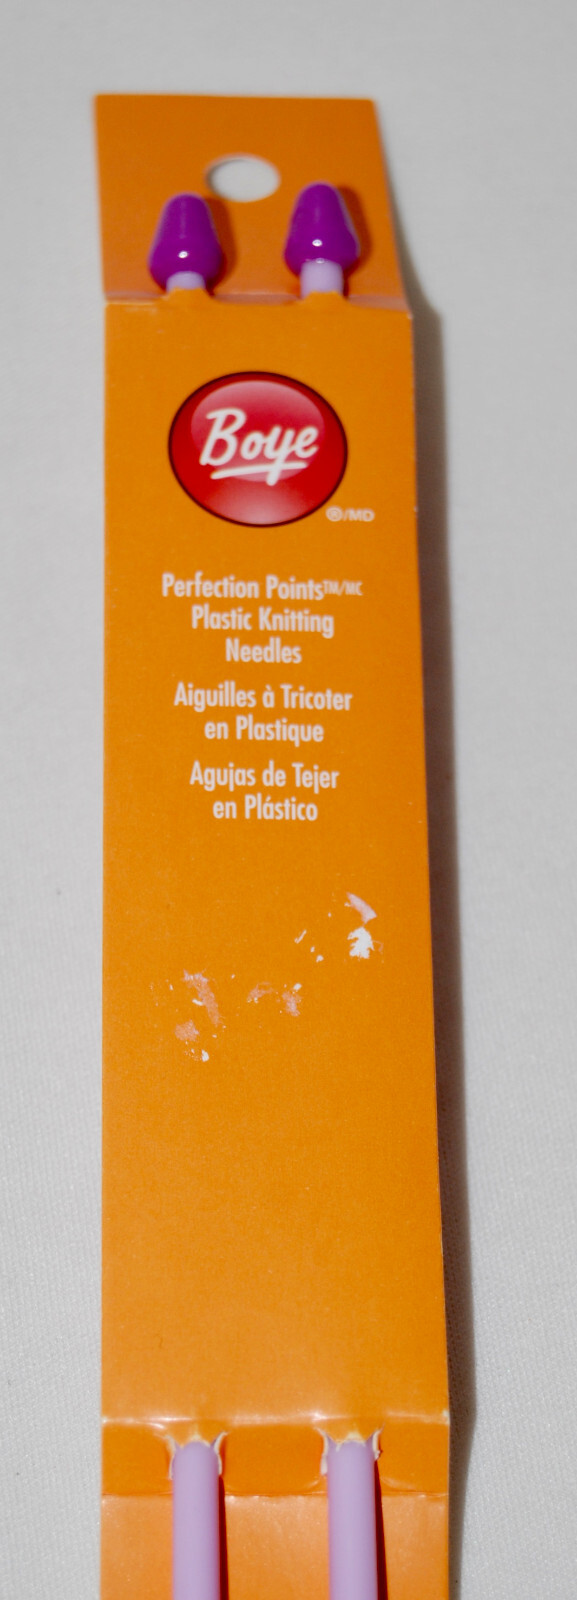 Boye
®/MD
Perfection Points™/MC
Plastic Knitting
Needles
Aiguilles à Tricoter
en Plastique
Agujas de Tejer
en Plástico